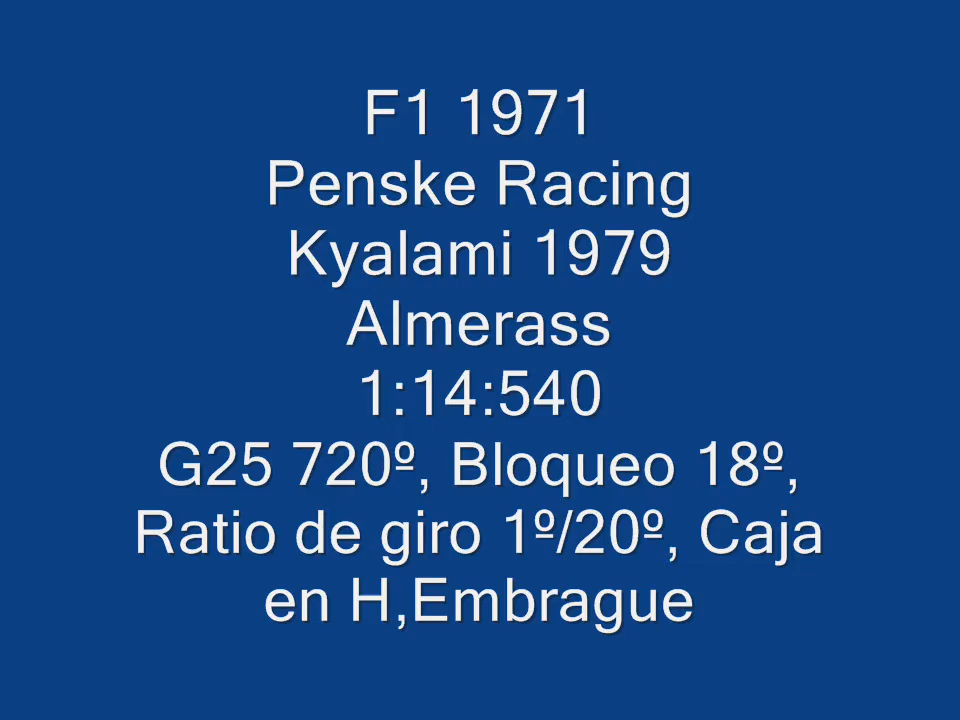 F1 1971
Penske Racing
Kyalami 1979
Almerass
1:14:540
G25 720º, Bloqueo 18º,
Ratio de giro 1º/20º, Caja
en H,Embrague